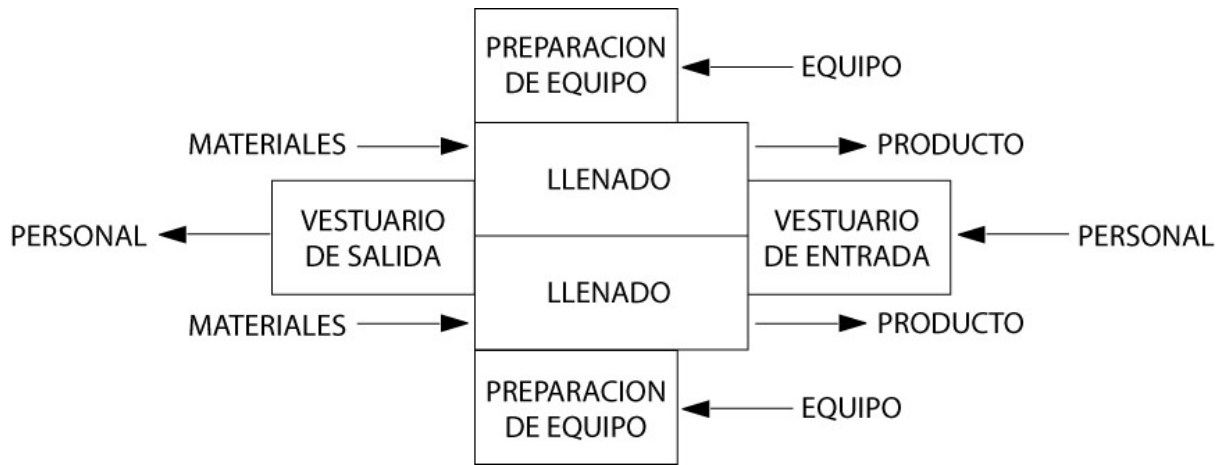 PREPARACION
DE EQUIPO
EQUIPO
MATERIALES
LLENADO
PRODUCTO
PERSONAL
VESTUARIO
DE SALIDA
VESTUARIO
DE ENTRADA
PERSONAL
LLENADO
MATERIALES
PRODUCTO
PREPARACION
DE EQUIPO
EQUIPO